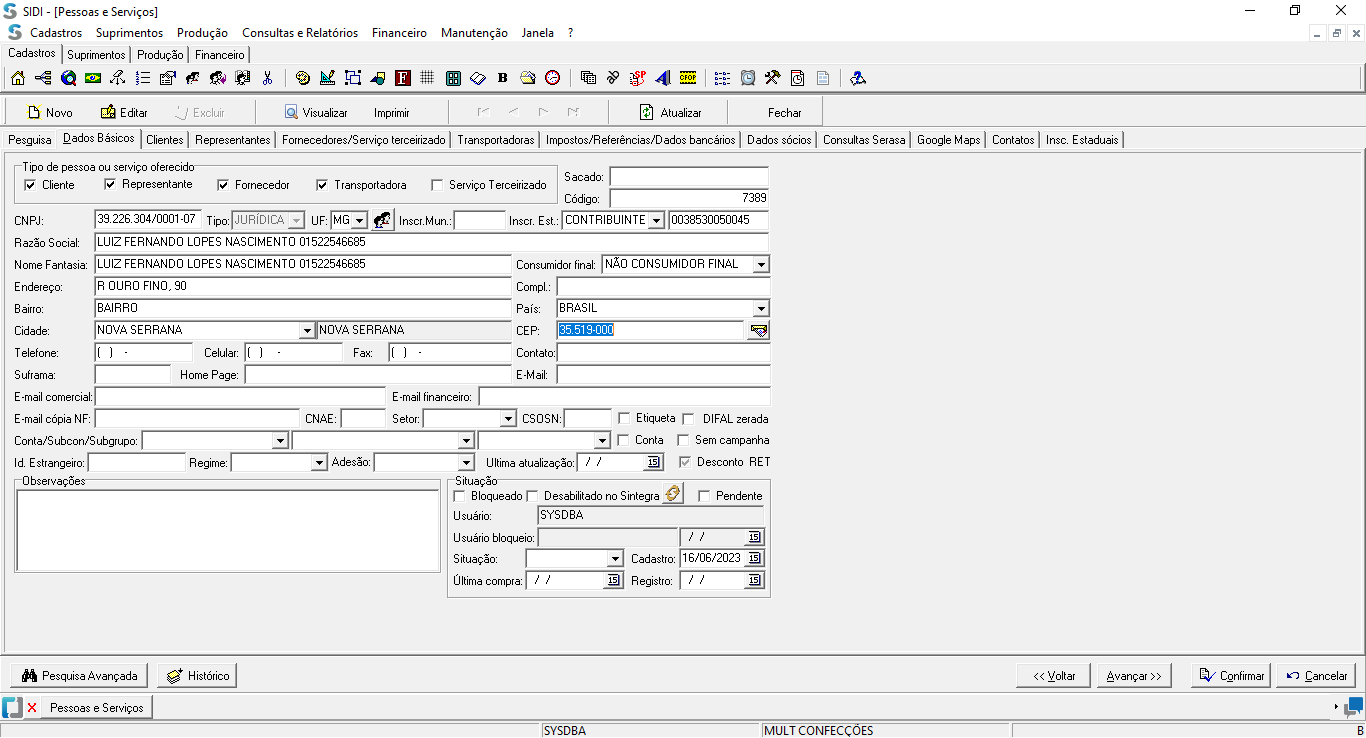 SIDI - [Pessoas e Serviços]
Cadastros Suprimentos Produção Consultas e Relatórios Financeiro Manutenção Janela ?
Cadastros Suprimentos Produção Financeiro
F B SP CFOP
Novo Editar Excluir Visualizar Imprimir Atualizar Fechar
Pesquisa Dados Básicos Clientes Representantes Fornecedores/Serviço terceirizado Transportadoras Impostos/Referências/Dados bancários Dados sócios Consultas Serasa Google Maps Contatos Insc. Estaduais
Tipo de pessoa ou serviço oferecido
Cliente Representante Fornecedor Transportadora Serviço Terceirizado
Sacado:
Código: 7389
CNPJ: 39.226.304/0001-07 Tipo: JURÍDICA UF: MG Inscr.Mun.: Inscr. Est.: CONTRIBUINTE 0038530050045
Razão Social: LUIZ FERNANDO LOPES NASCIMENTO 01522546685
Nome Fantasia: LUIZ FERNANDO LOPES NASCIMENTO 01522546685 Consumidor final: NÃO CONSUMIDOR FINAL
Endereço: R OURO FINO, 90 Compl.:
Bairro: BAIRRO País: BRASIL
Cidade: NOVA SERRANA NOVA SERRANA CEP: 35.519-000
Telefone: ( ) - Celular: ( ) - Fax: ( ) - Contato:
Suframa: Home Page: E-Mail:
E-mail comercial: E-mail financeiro:
E-mail cópia NF: CNAE: Setor: CSOSN: Etiqueta DIFAL zerada
Conta/Subcon/Subgrupo: Conta Sem campanha
Id. Estrangeiro: Regime: Adesão: Ultima atualização: / / 15 Desconto RET
Observações
Situação
Bloqueado Desabilitado no Sintegra Pendente
Usuário: SYSDBA
Usuário bloqueio: / / 15
Situação: Cadastro: 16/06/2023 15
Última compra: / / 15 Registro: / / 15
Pesquisa Avançada Histórico << Voltar Avançar >> Confirmar Cancelar
Pessoas e Serviços
SYSDBA MULT CONFECÇÕES B